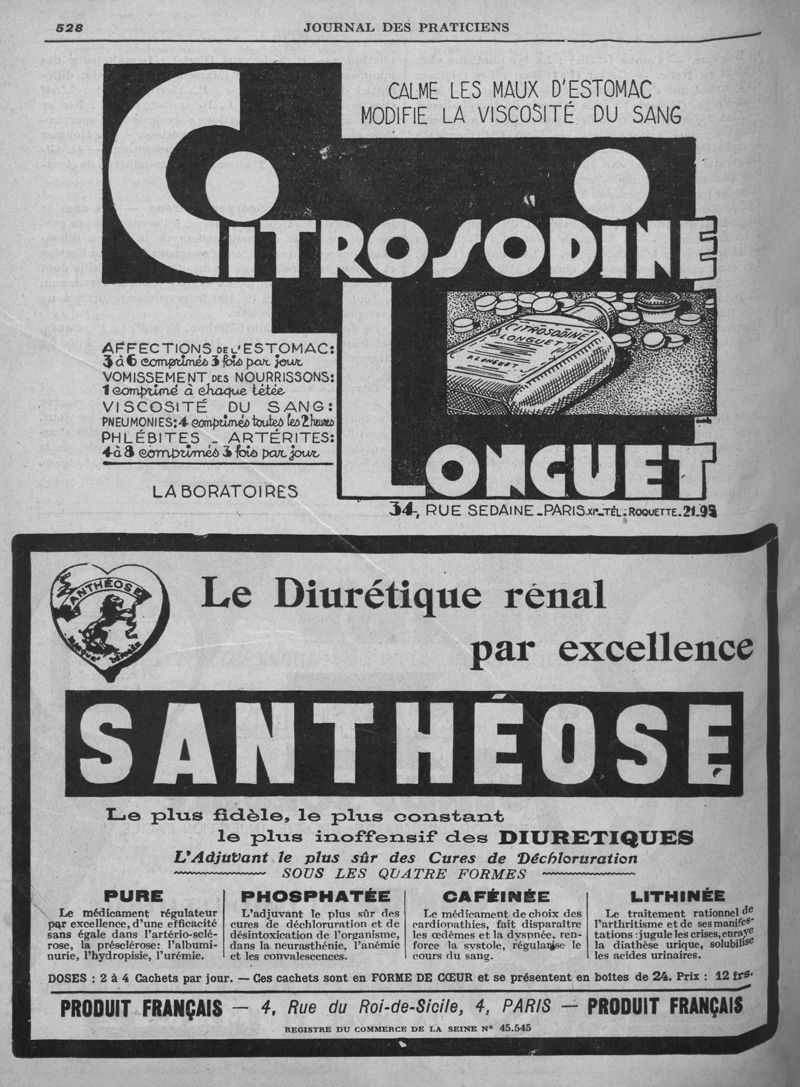 528
JOURNAL DES PRATICIENS
CALME LES MAUX D'ESTOMAC
MODIFIE LA VISCOSITÉ DU SANG
CITROSODINE
CITROSODINE
LONGUET
R. LONGUET
AFFECTIONS DE L'ESTOMAC:
3 à 6 comprimés 3 fois par jour
VOMISSEMENT DES NOURRISSONS:
1 comprimé à chaque tétée
VISCOSITÉ DU SANG:
PNEUMONIES: 4 comprimés toutes les 2 heures
PHLÉBITES - ARTÉRITES:
4 à 8 comprimés 3 fois par jour
LABORATOIRES
LONGUET
34, RUE SEDAINE - PARIS. XIe - TÉL: ROQUETTE. 21-95
SANTHÉOSE
Le Diurétique rénal
par excellence
SANTHÉOSE
Le plus fidèle, le plus constant
le plus inoffensif des DIURETIQUES
L'Adjuvant le plus sûr des Cures de Déchloruration
SOUS LES QUATRE FORMES
PURE
Le médicament régulateur
par excellence, d'une efficacité
sans égale dans l'artério-sclé-
rose, la présclérose: l'albumi-
nurie, l'hydropisie, l'urémie.
PHOSPHATÉE
L'adjuvant le plus sûr des
cures de déchloruration et de
désintoxication de l'organisme,
dans la neurasthénie, l'anémie
et les convalescences.
CAFÉINÉE
Le médicament de choix des
cardiopathies, fait disparaître
les œdèmes et la dyspnée, ren-
force la systole, régularise le
cours du sang.
LITHINÉE
Le traitement rationnel de
l'arthritisme et de ses manifes-
tations: jugule les crises, enraye
la diathèse urique, solubilise
les acides urinaires.
DOSES : 2 à 4 Cachets par jour. — Ces cachets sont en FORME DE CŒUR et se présentent en boîtes de 24. Prix : 12 frs.
PRODUIT FRANÇAIS — 4, Rue du Roi-de-Sicile, 4, PARIS — PRODUIT FRANÇAIS
REGISTRE DU COMMERCE DE LA SEINE N° 45.545